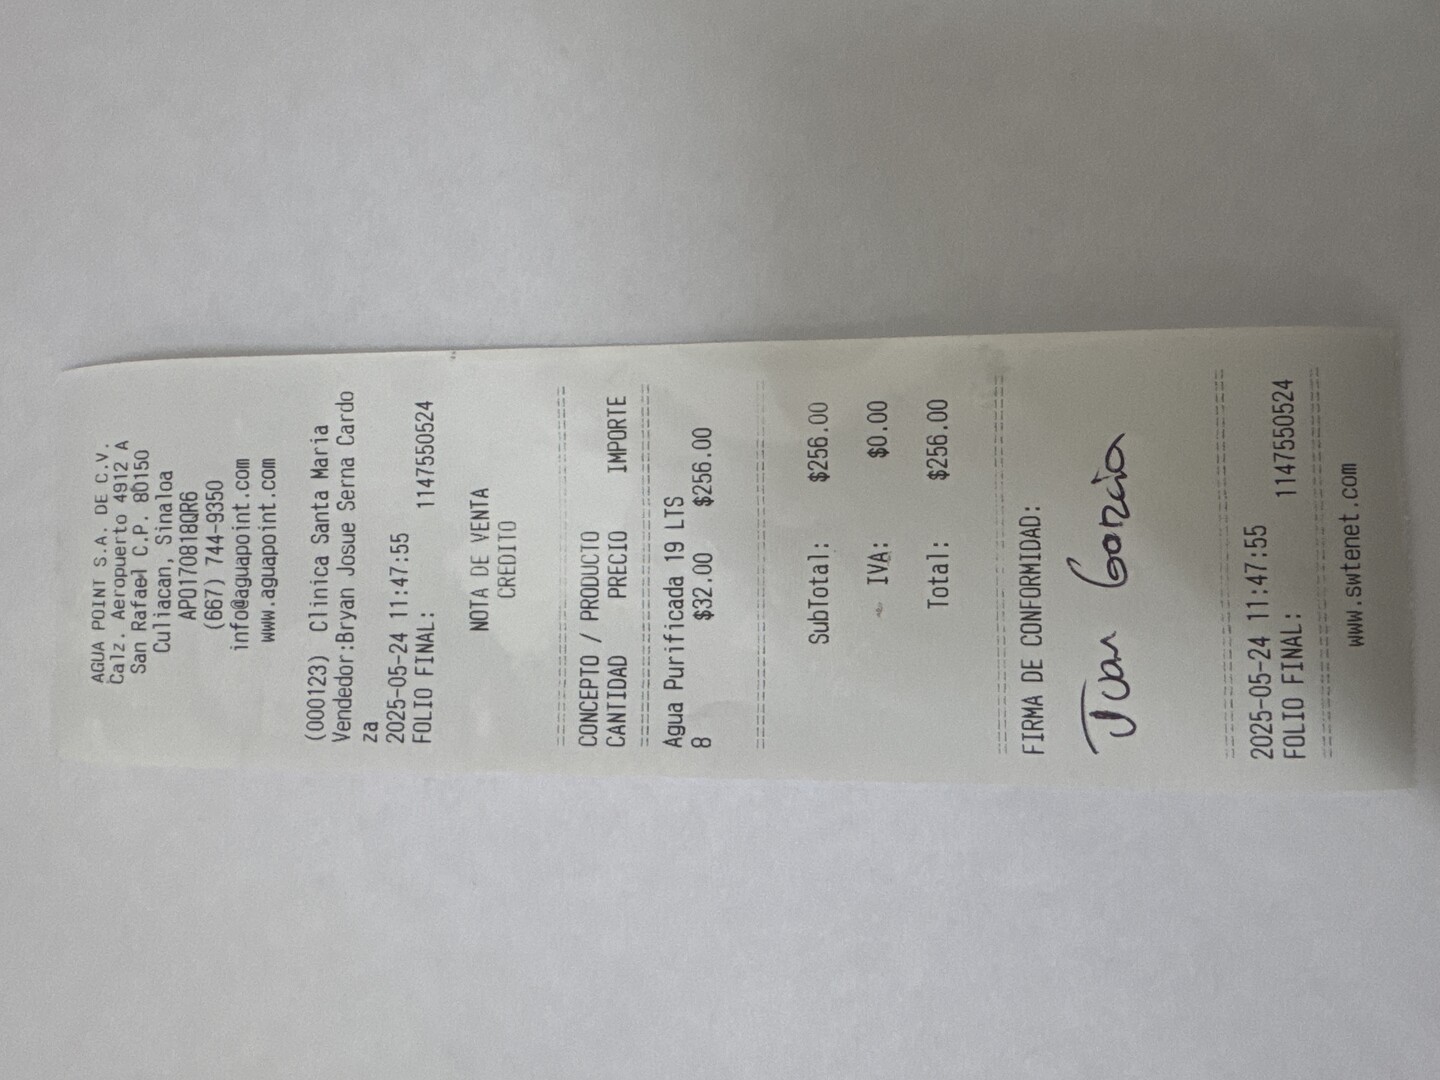 AGUA POINT S.A. DE C.V.
Calz. Aeropuerto 4912 A
San Rafael C.P. 80150
Culiacan, Sinaloa
APO170818QR6
(667) 744-9350
info@aguapoint.com
www.aguapoint.com
(000123) Clinica Santa Maria
Vendedor:Bryan Josue Serna Cardo
za
2025-05-24 11:47:55
FOLIO FINAL: 1147550524
NOTA DE VENTA
CREDITO
================================
CONCEPTO / PRODUCTO
CANTIDAD PRECIO IMPORTE
================================
Agua Purificada 19 LTS
8 $32.00 $256.00
================================
SubTotal: $256.00
IVA: $0.00
Total: $256.00
================================
FIRMA DE CONFORMIDAD:
Juan Garcia
================================
2025-05-24 11:47:55
FOLIO FINAL: 1147550524
================================
www.swtenet.com